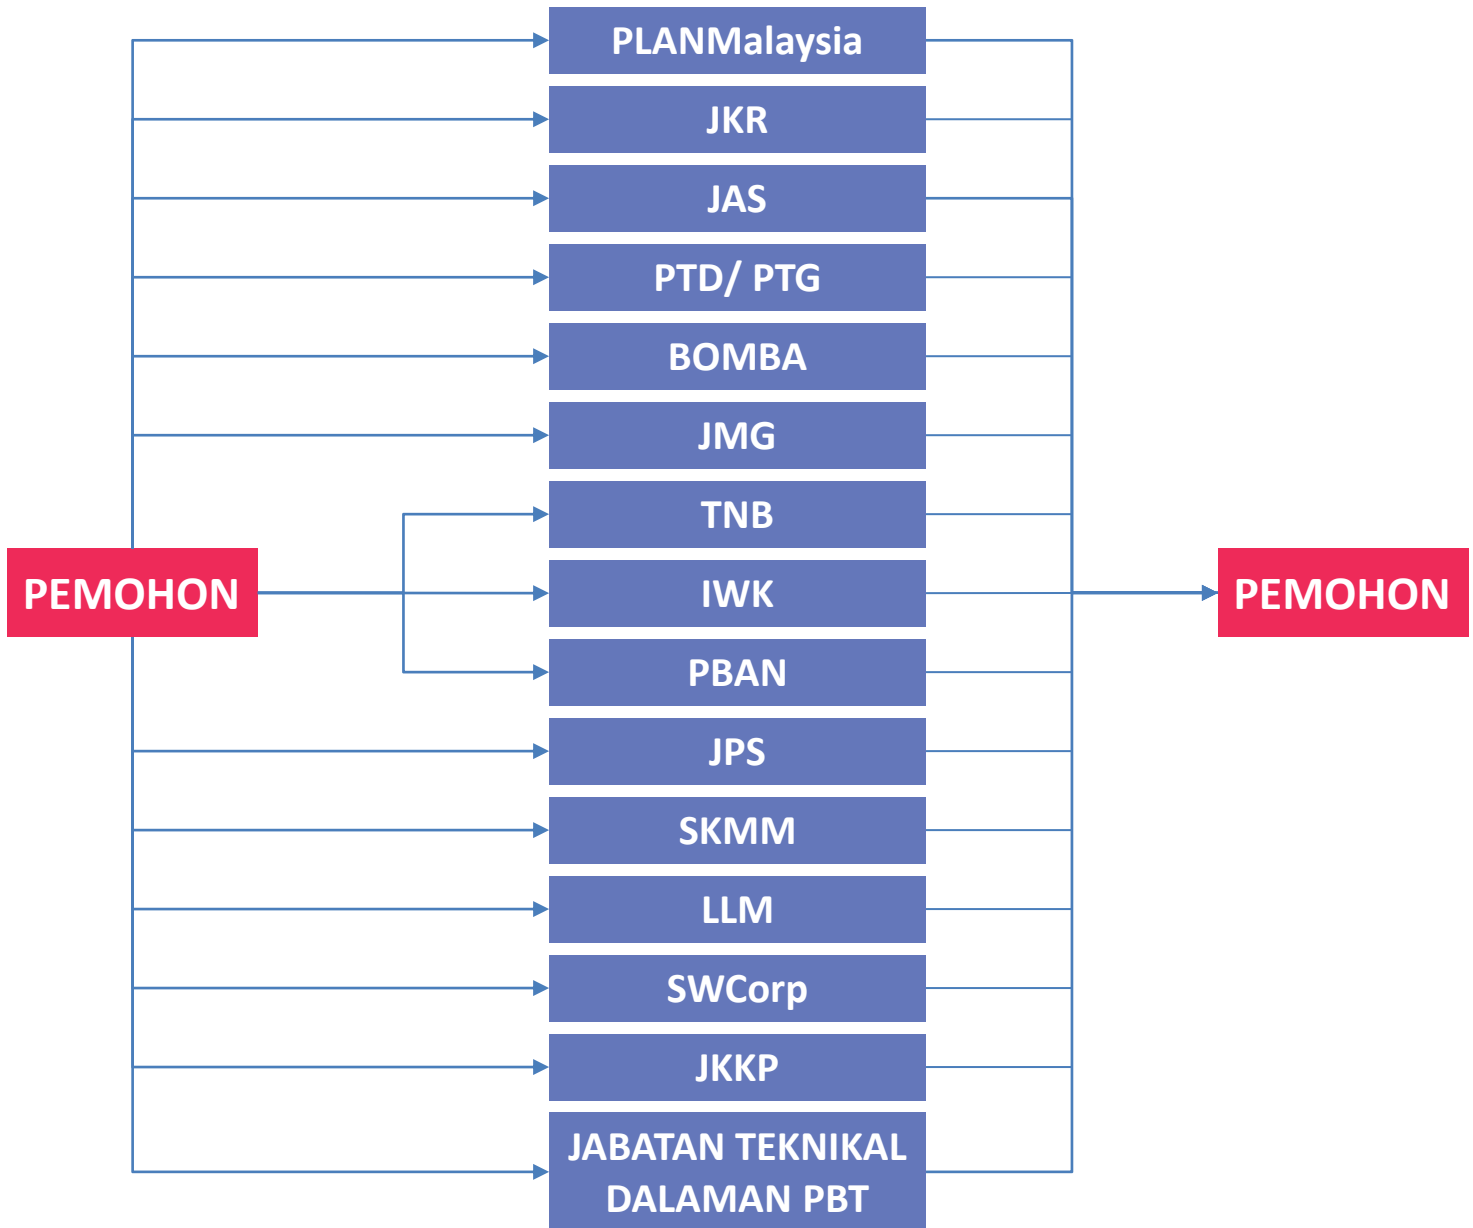 PLANMalaysia
JKR
JAS
PTD/ PTG
BOMBA
JMG
TNB
PEMOHON
IWK
PEMOHON
PBAN
JPS
SKMM
LLM
SWCorp
JKKP
JABATAN TEKNIKAL
DALAMAN PBT